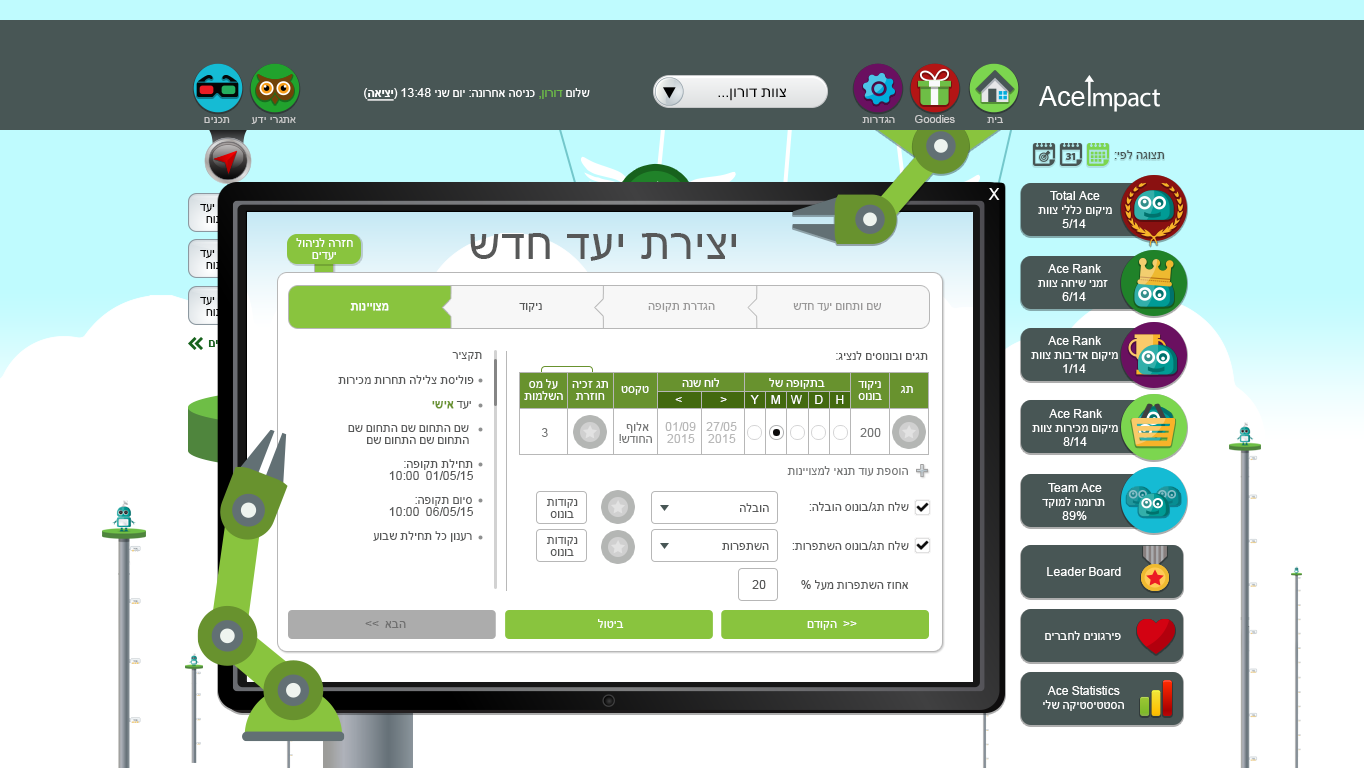 AceImpact
בית
Goodies
הגדרות
צוות דורון...
שלום דורון, כניסה אחרונה: יום שני 13:48 (יציאה)
אתגרי ידע
תכנים
תצוגה לפי:
31
Total Ace
מיקום כללי צוות
5/14
Ace Rank
זמני שיחה צוות
6/14
Ace Rank
מיקום אדיבות צוות
1/14
Ace Rank
מיקום מכירות צוות
8/14
Team Ace
תרומה למוקד
89%
Leader Board
פירגונים לחברים
Ace Statistics
הסטטיסטיקה שלי
X
יצירת יעד חדש
חזרה לניהול
יעדים
שם ותחום יעד חדש
הגדרת תקופה
ניקוד
מצויינות
תגים ובונוסים לנציג:
תג
ניקוד
בונוס
בתקופה של
H D W M Y
לוח שנה
< >
טקסט
תג זכיה
חוזרת
על מס
השלמות
200
27/05
2015
01/09
2015
אלוף
החודש!
3
הוספת עוד תנאי למצויינות
שלח תג/בונוס הובלה:
הובלה
נקודות
בונוס
שלח תג/בונוס השתפרות:
השתפרות
נקודות
בונוס
אחוז השתפרות מעל %
20
תקציר
פוליסת צלילה תחרות מכירות
יעד אישי
שם התחום שם התחום שם
התחום שם התחום שם
תחילת תקופה:
01/05/15 10:00
סיום תקופה:
06/05/15 10:00
רענון כל תחילת שבוע
<< הקודם
ביטול
הבא >>
יעד
יעד
יעד